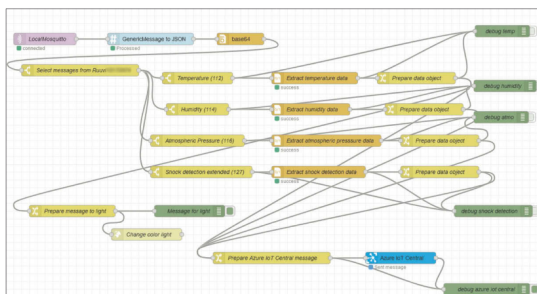 LocalMosquitto
GenericMessage to JSON
base64
debug temp
connected
Processed
Select messages from
Temperature (112)
Extract temperature data
Prepare data object
success
debug humidity
Humdity (114)
Extract humdity data
Prepare data object
success
debug atmo
Atmospheric Pressure (116)
Extract atmospheric pressure data
Prepare data object
success
Shock detection extended (127)
Extract shock detection data
Prepare data object
success
Prepare message to light
Message for light
debug shock detection
Change color light
Prepare Azure IoT Central message
Azure IoT Central
Sent message
debug azure iot central